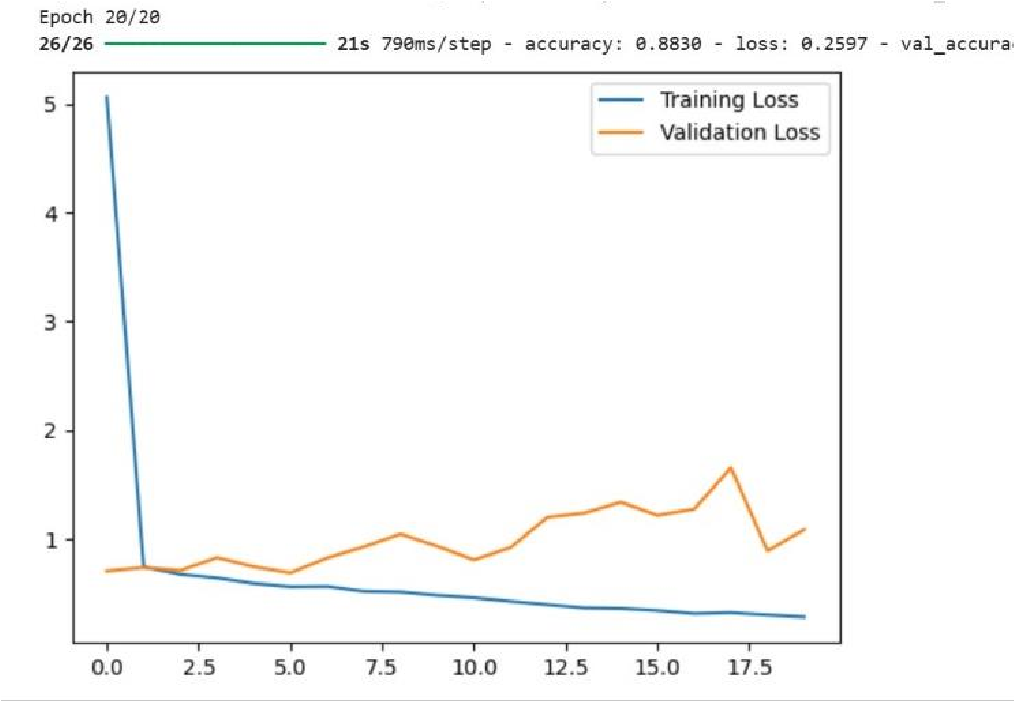 Epoch 20/20
26/26 21s 790ms/step - accuracy: 0.8830 - loss: 0.2597 - val_accura
5
Training Loss
Validation Loss
4
3
2
1
0.0 2.5 5.0 7.5 10.0 12.5 15.0 17.5